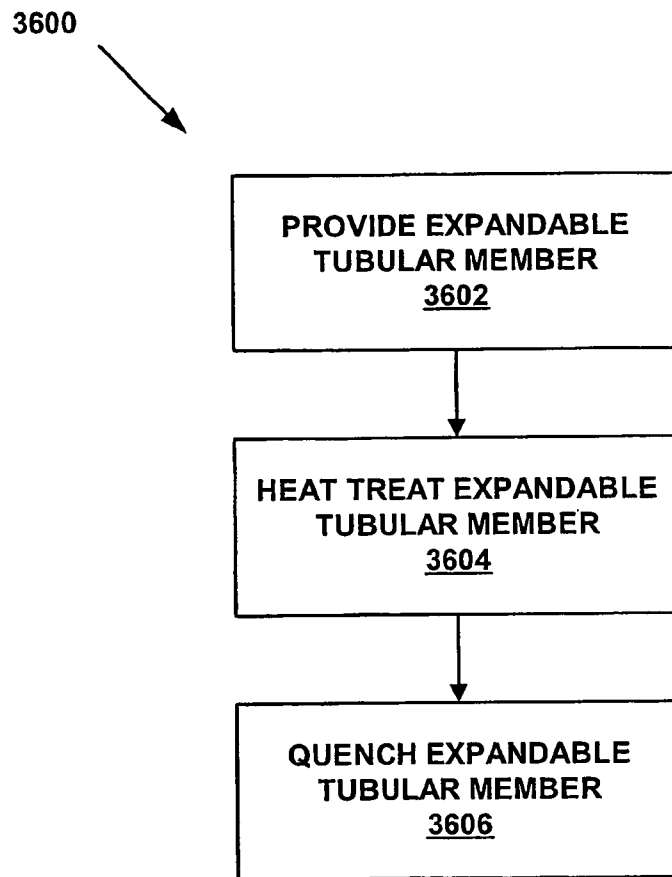 3600
PROVIDE EXPANDABLE
TUBULAR MEMBER
3602
HEAT TREAT EXPANDABLE
TUBULAR MEMBER
3604
QUENCH EXPANDABLE
TUBULAR MEMBER
3606